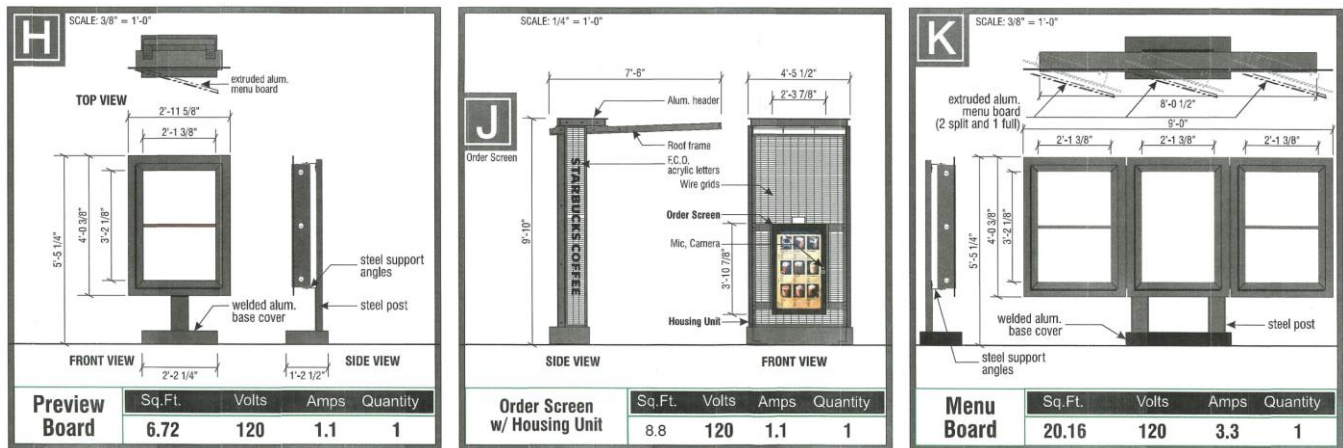 H
SCALE: 3/8" = 1'-0"
extruded alum.
menu board
TOP VIEW
2'-11 5/8"
2'-1 3/8"
5'-5 1/4"
4'-0 3/8"
3'-2 1/8"
steel support
angles
welded alum.
base cover
steel post
FRONT VIEW
SIDE VIEW
2'-2 1/4"
1'-2 1/2"
Preview
Board
Sq.Ft. Volts Amps Quantity
6.72 120 1.1 1
SCALE: 1/4" = 1'-0"
J
Order Screen
7'-6"
4'-5 1/2"
2'-3 7/8"
Alum. header
Roof frame
F.C.O.
acrylic letters
Wire grids
STARBUCKS COFFEE
9'-10"
Order Screen
Mic, Camera
3'-10 7/8"
Housing Unit
SIDE VIEW
FRONT VIEW
Order Screen
w/ Housing Unit
Sq.Ft. Volts Amps Quantity
8.8 120 1.1 1
K
SCALE: 3/8" = 1'-0"
extruded alum.
menu board
(2 split and 1 full)
8'-0 1/2"
9'-0"
2'-1 3/8"
2'-1 3/8"
2'-1 3/8"
5'-5 1/4"
4'-0 3/8"
3'-2 1/8"
welded alum.
base cover
steel post
steel support
angles
FRONT VIEW
Menu
Board
Sq.Ft. Volts Amps Quantity
20.16 120 3.3 1